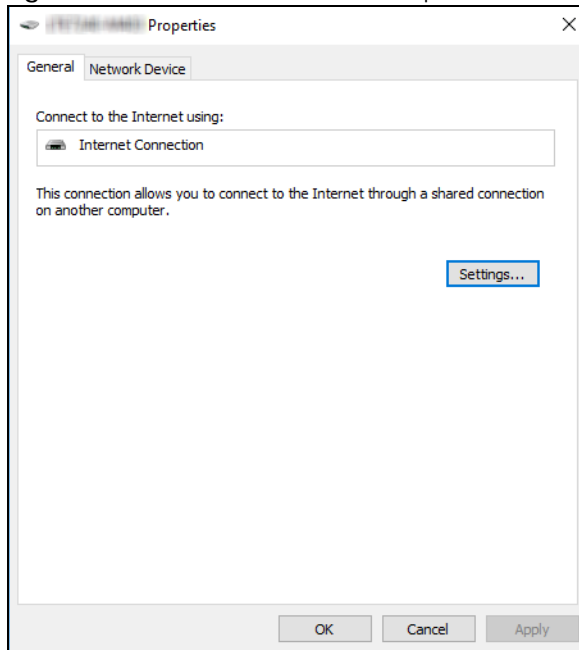 Properties
General
Network Device
Connect to the Internet using:
Internet Connection
This connection allows you to connect to the Internet through a shared connection
on another computer.
Settings...
OK
Cancel
Apply